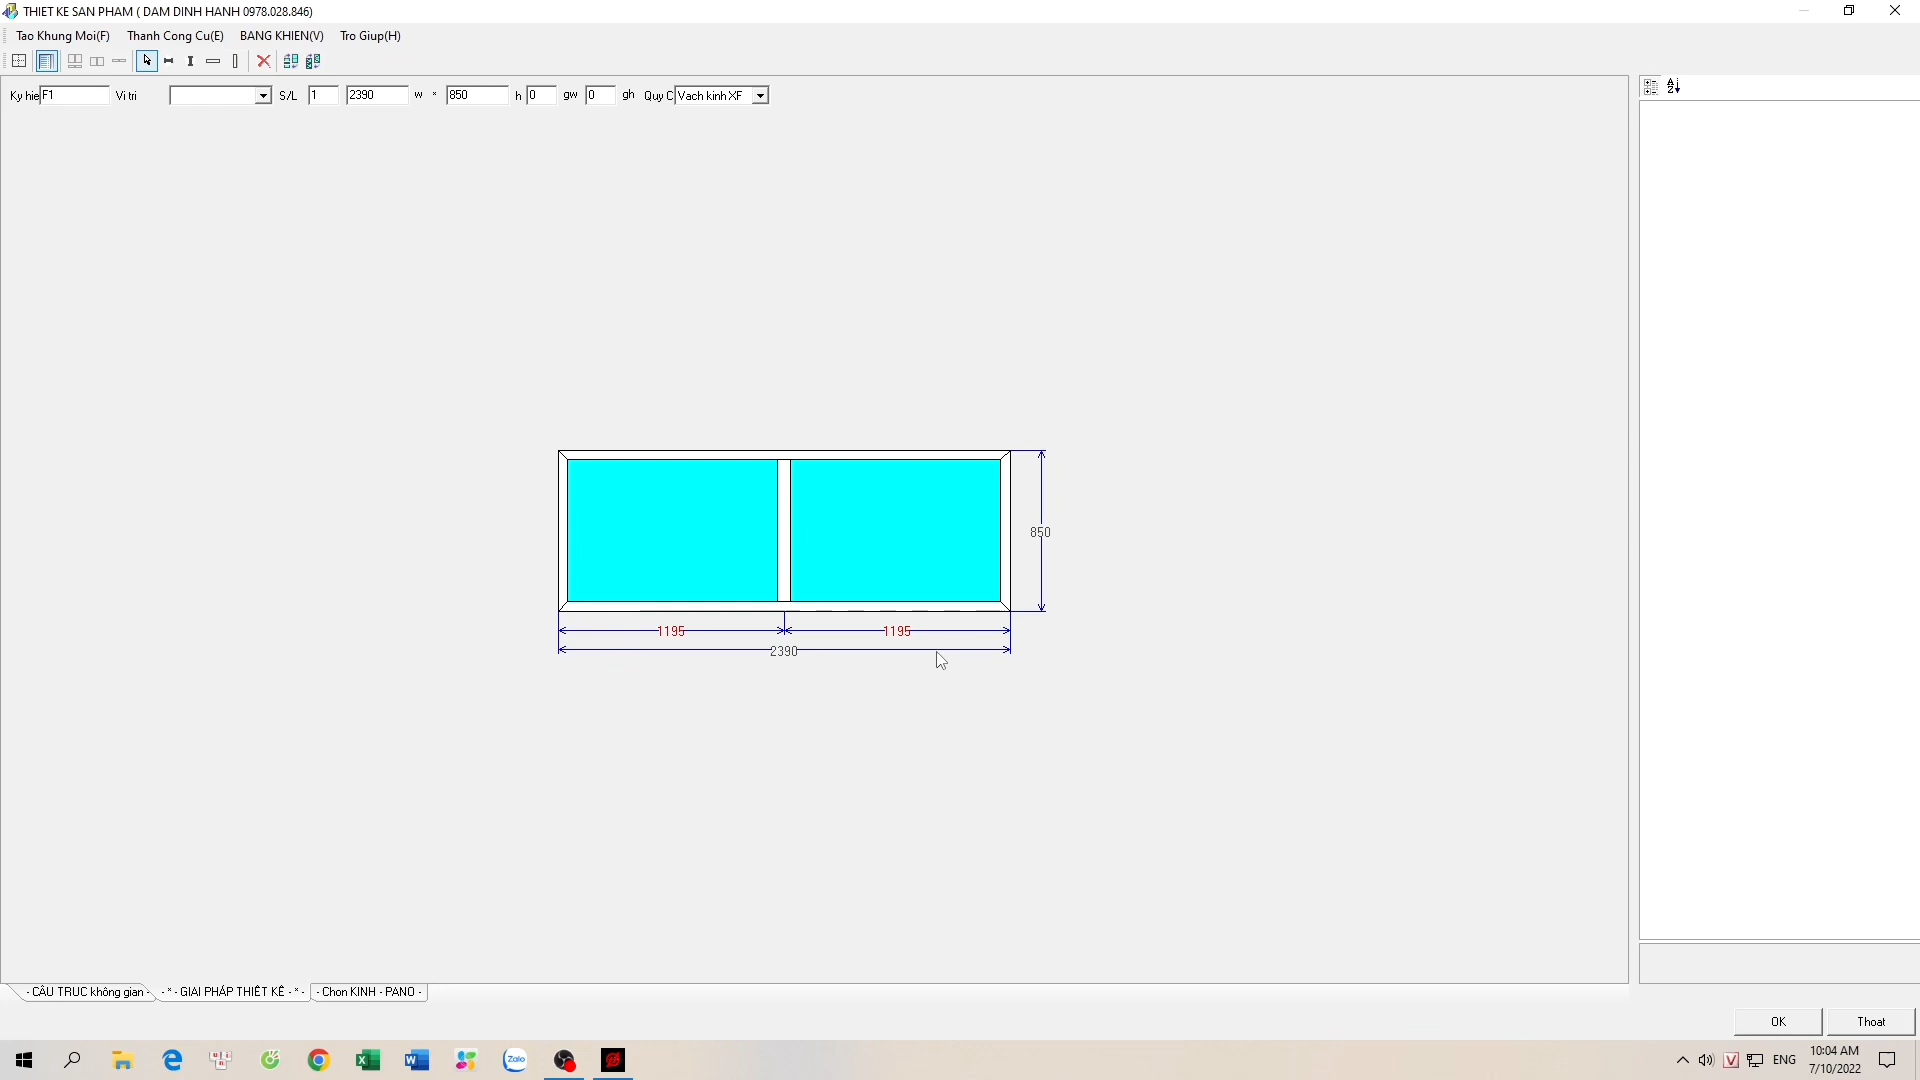 THIET KE SAN PHAM ( DAM DINH HANH 0978.028.846)
Tao Khung Moi(F) Thanh Cong Cu(E) BANG KHIEN(V) Tro Giup(H)
Ky hie F1 Vi tri S/L 1 2390 w * 850 h 0 gw 0 gh Quy C Vach kinh XF
850
1195 1195
2390
- CẤU TRUC không gian - - * - GIAI PHÁP THIẾT KẾ - * - - Chon KINH - PANO -
OK Thoat
Zalo ENG 10:04 AM
7/10/2022